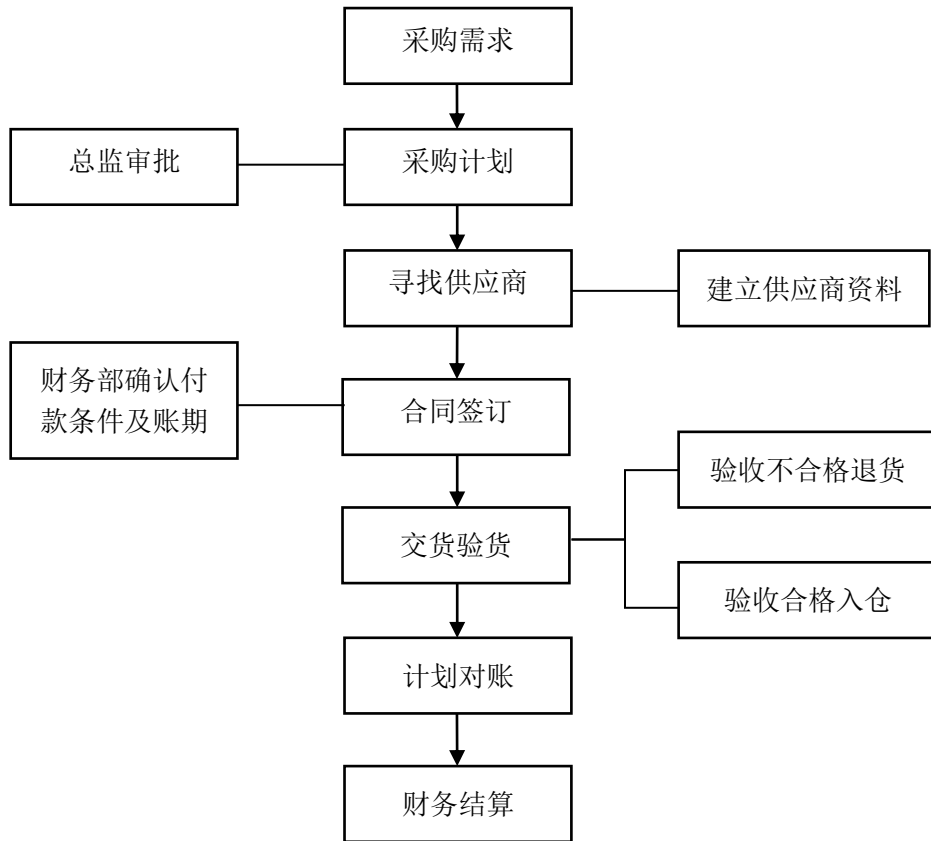 采购需求
总监审批
采购计划
寻找供应商
建立供应商资料
财务部确认付
款条件及账期
合同签订
验收不合格退货
交货验货
验收合格入仓
计划对账
财务结算